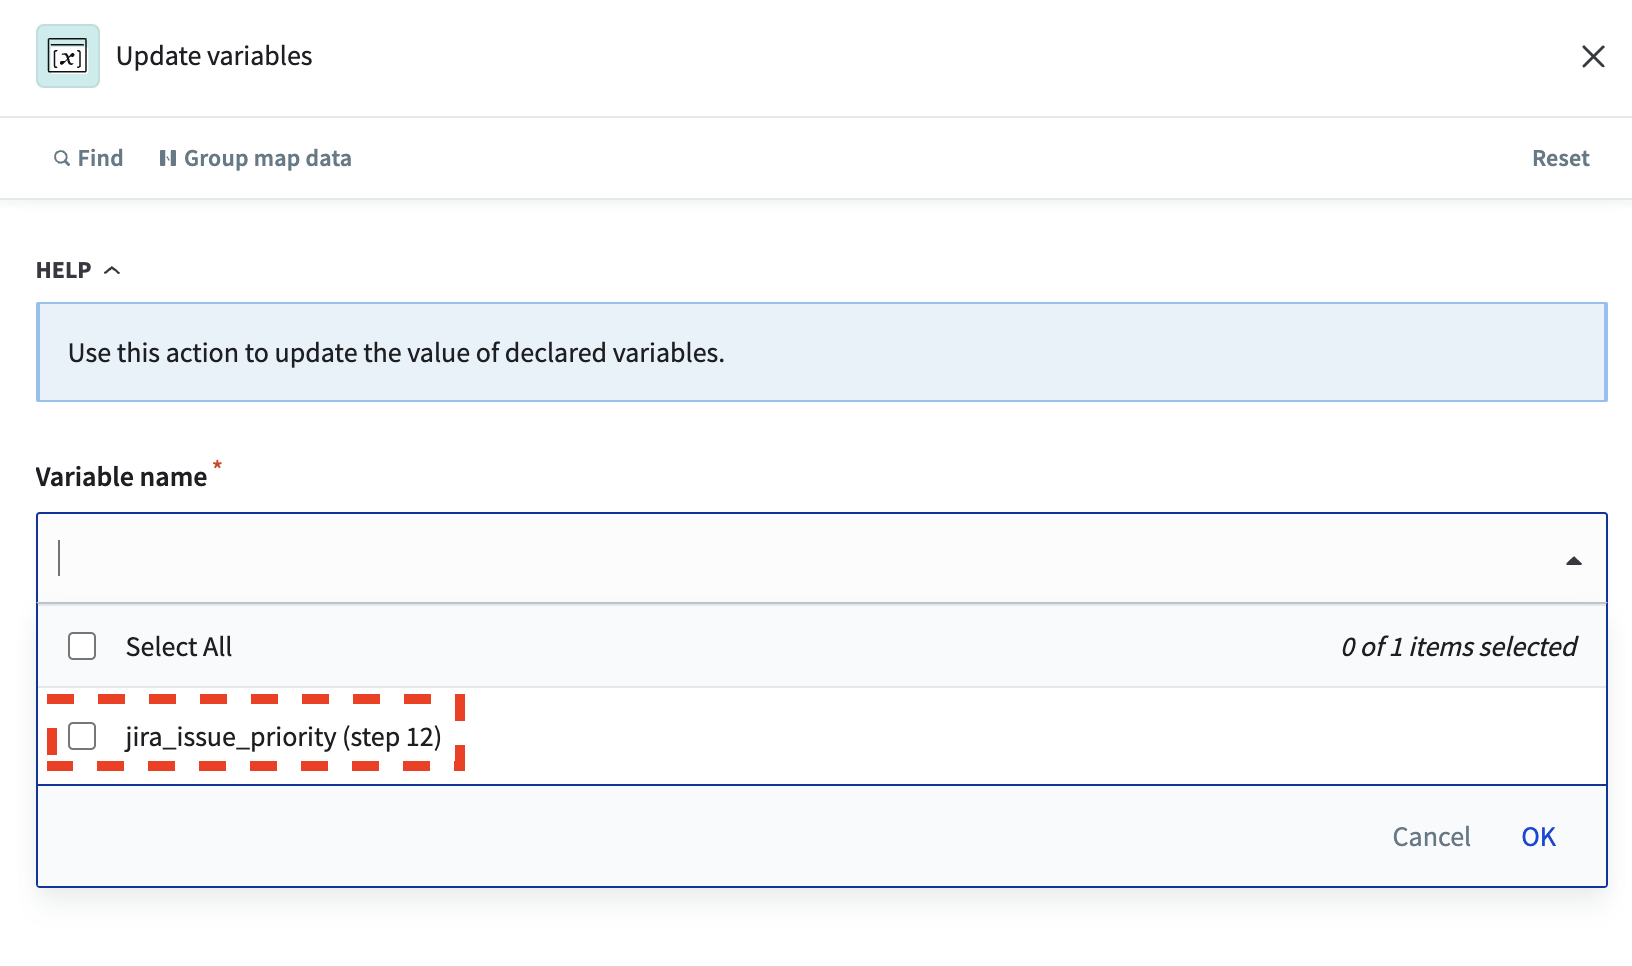 [x] Update variables
Find Group map data Reset
HELP
Use this action to update the value of declared variables.
Variable name *
Select All 0 of 1 items selected
jira_issue_priority (step 12)
Cancel OK